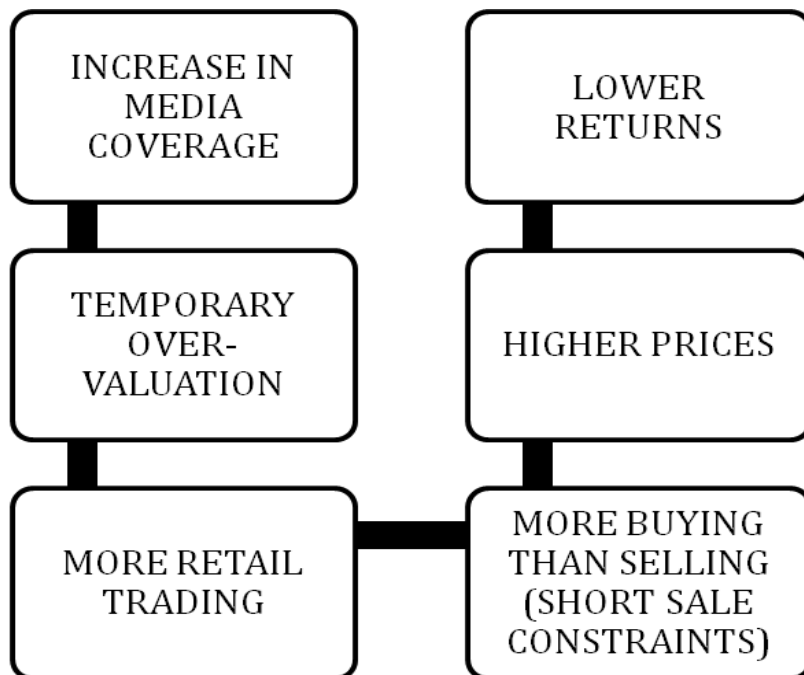 INCREASE IN
MEDIA
COVERAGE
TEMPORARY
OVER-
VALUATION
MORE RETAIL
TRADING
MORE BUYING
THAN SELLING
(SHORT SALE
CONSTRAINTS)
HIGHER PRICES
LOWER
RETURNS